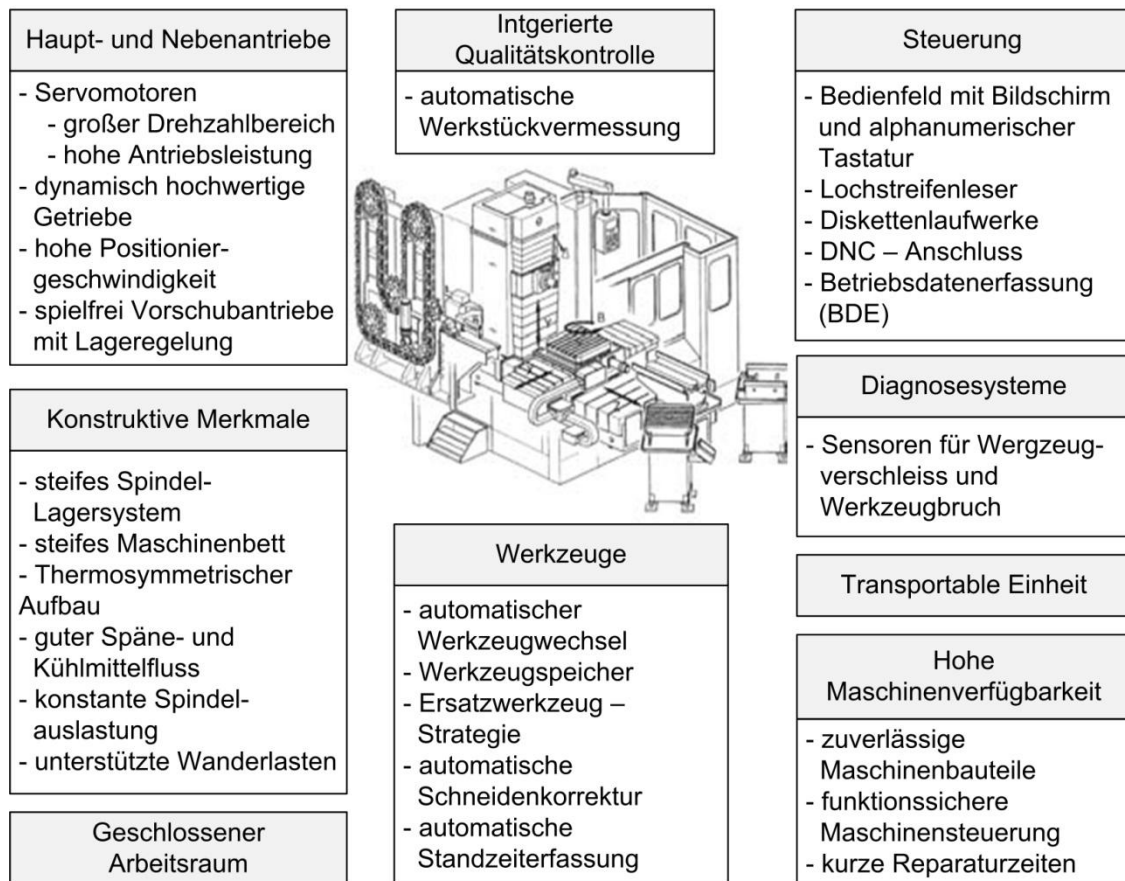 Haupt- und Nebenantriebe
- Servomotoren
- großer Drehzahlbereich
- hohe Antriebsleistung
- dynamisch hochwertige
Getriebe
- hohe Positionier-
geschwindigkeit
- spielfrei Vorschubantriebe
mit Lageregelung
Konstruktive Merkmale
- steifes Spindel-
Lagersystem
- steifes Maschinenbett
- Thermosymmetrischer
Aufbau
- guter Späne- und
Kühlmittelfluss
- konstante Spindel-
auslastung
- unterstützte Wanderlasten
Geschlossener
Arbeitsraum
Intgerierte
Qualitätskontrolle
- automatische
Werkstückvermessung
Werkzeuge
- automatischer
Werkzeugwechsel
- Werkzeugspeicher
- Ersatzwerkzeug –
Strategie
- automatische
Schneidenkorrektur
- automatische
Standzeiterfassung
Steuerung
- Bedienfeld mit Bildschirm
und alphanumerischer
Tastatur
- Lochstreifenleser
- Diskettenlaufwerke
- DNC – Anschluss
- Betriebsdatenerfassung
(BDE)
Diagnosesysteme
- Sensoren für Wergzeug-
verschleiss und
Werkzeugbruch
Transportable Einheit
Hohe
Maschinenverfügbarkeit
- zuverlässige
Maschinenbauteile
- funktionssichere
Maschinensteuerung
- kurze Reparaturzeiten